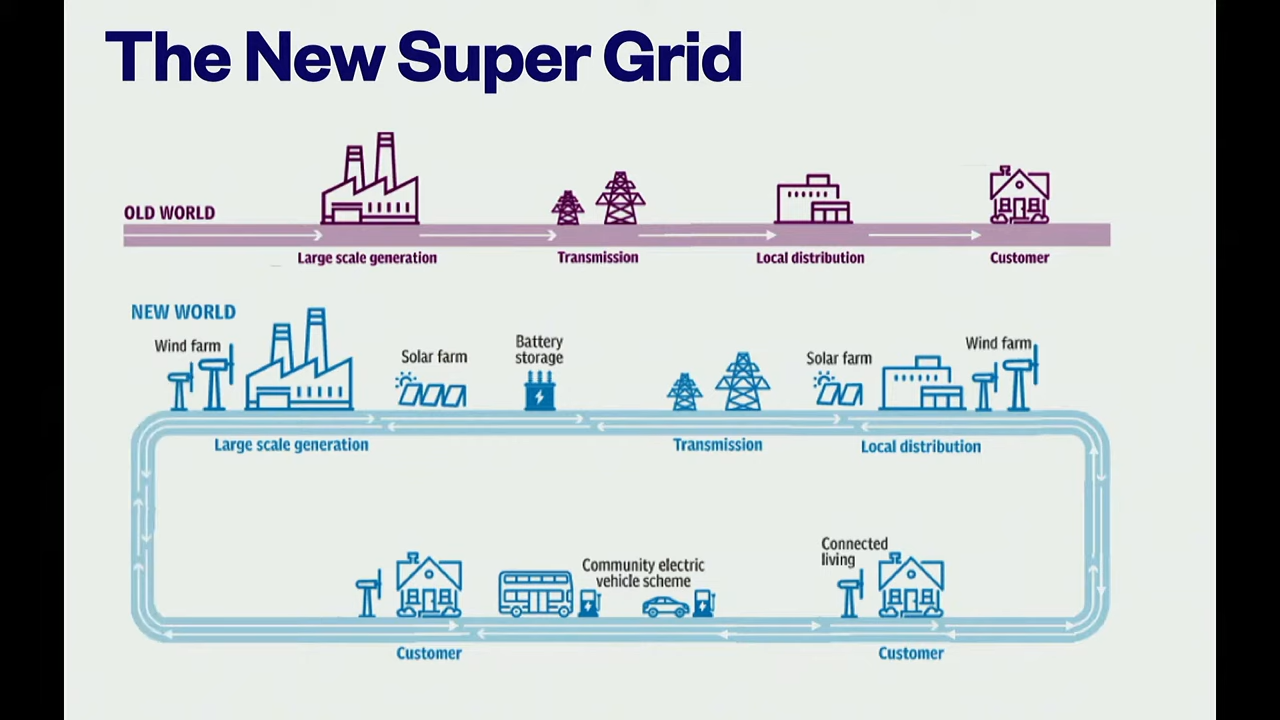 The New Super Grid
OLD WORLD
Large scale generation
Transmission
Local distribution
Customer
NEW WORLD
Wind farm
Solar farm
Battery
storage
Solar farm
Wind farm
Large scale generation
Transmission
Local distribution
Community electric
vehicle scheme
Connected
living
Customer
Customer